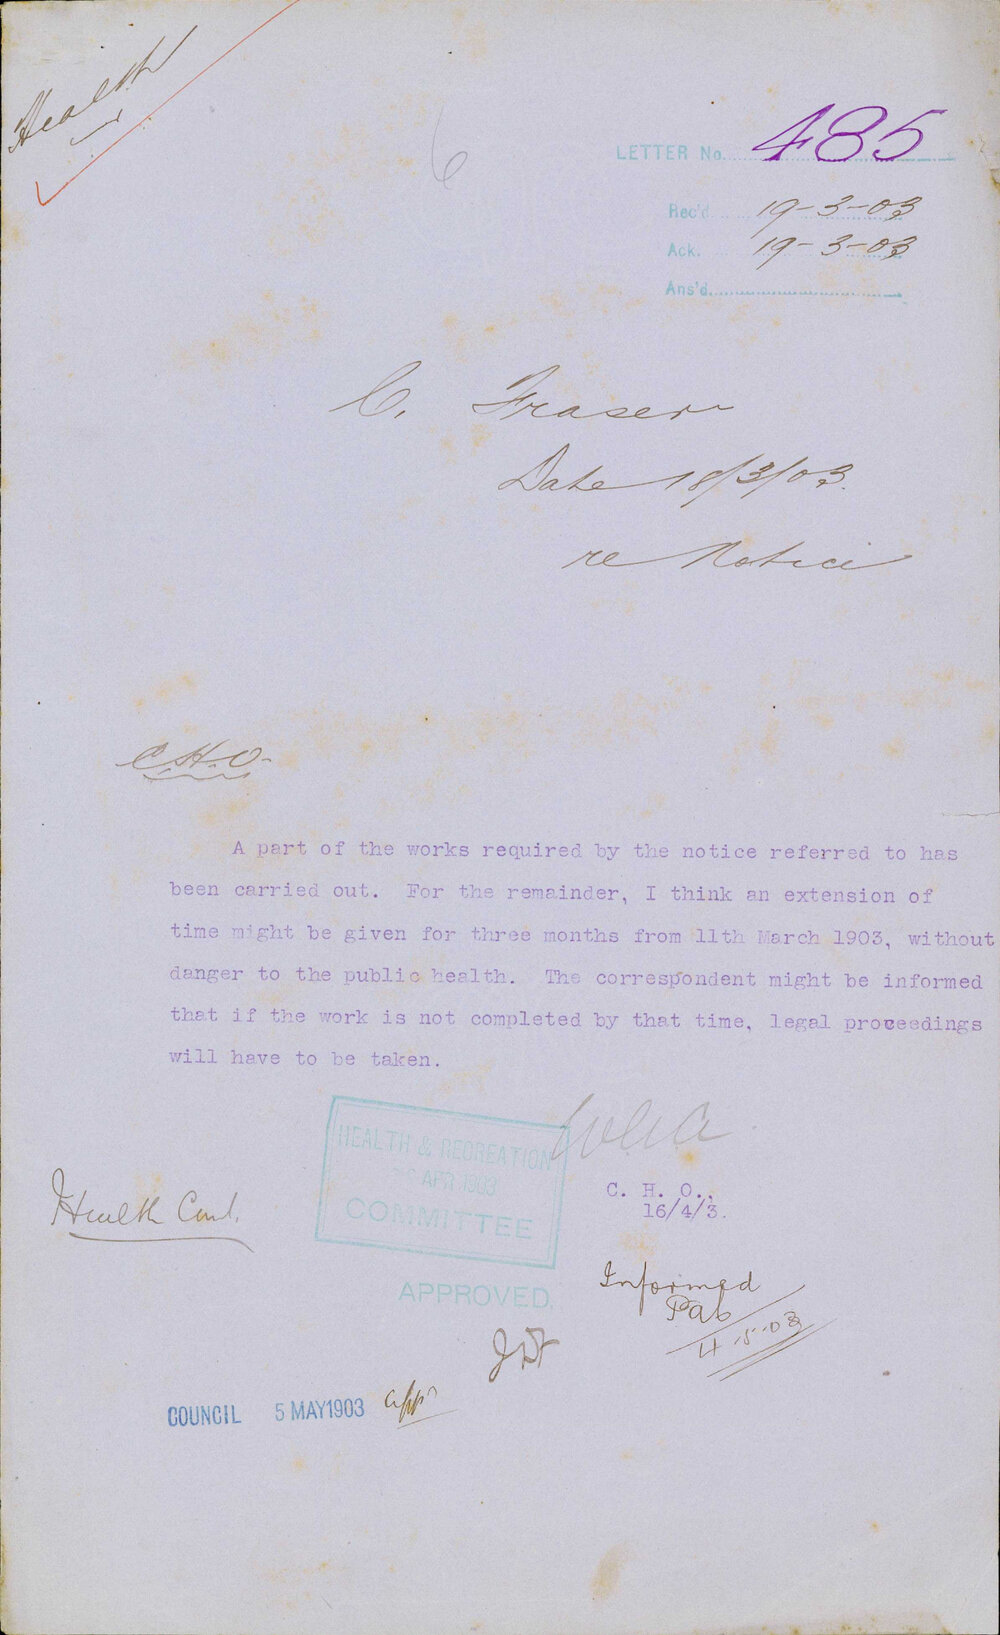 Health
6
LETTER No. 485
Rec'd 19-3-03
Ack. 19-3-03
Ans'd.
C. Fraser
Date 18/3/03.
re Notice
C.H.O.
A part of the works required by the notice referred to has
been carried out. For the remainder, I think an extension of
time might be given for three months from 11th March 1903, without
danger to the public health. The correspondent might be informed
that if the work is not completed by that time, legal proceedings
will have to be taken.
HEALTH & RECREATION
APR. 1903
COMMITTEE
C. H. O.,
16/4/3.
Health Com.
APPROVED.
Informed
COUNCIL 5 MAY 1903 app